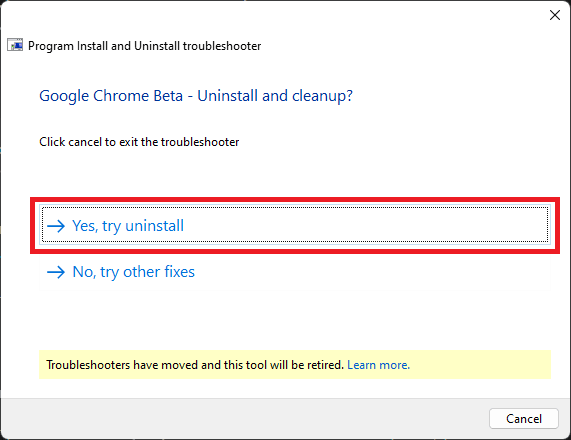 Program Install and Uninstall troubleshooter
Google Chrome Beta - Uninstall and cleanup?
Click cancel to exit the troubleshooter
Yes, try uninstall
No, try other fixes
Troubleshooters have moved and this tool will be retired. Learn more.
Cancel